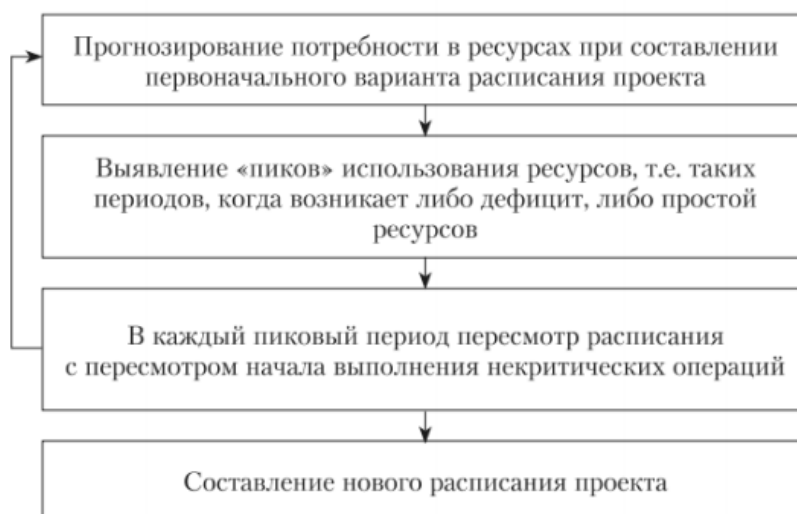 Прогнозирование потребности в ресурсах при составлении
первоначального варианта расписания проекта
Выявление «пиков» использования ресурсов, т.е. таких
периодов, когда возникает либо дефицит, либо простой
ресурсов
В каждый пиковый период пересмотр расписания
с пересмотром начала выполнения некритических операций
Составление нового расписания проекта